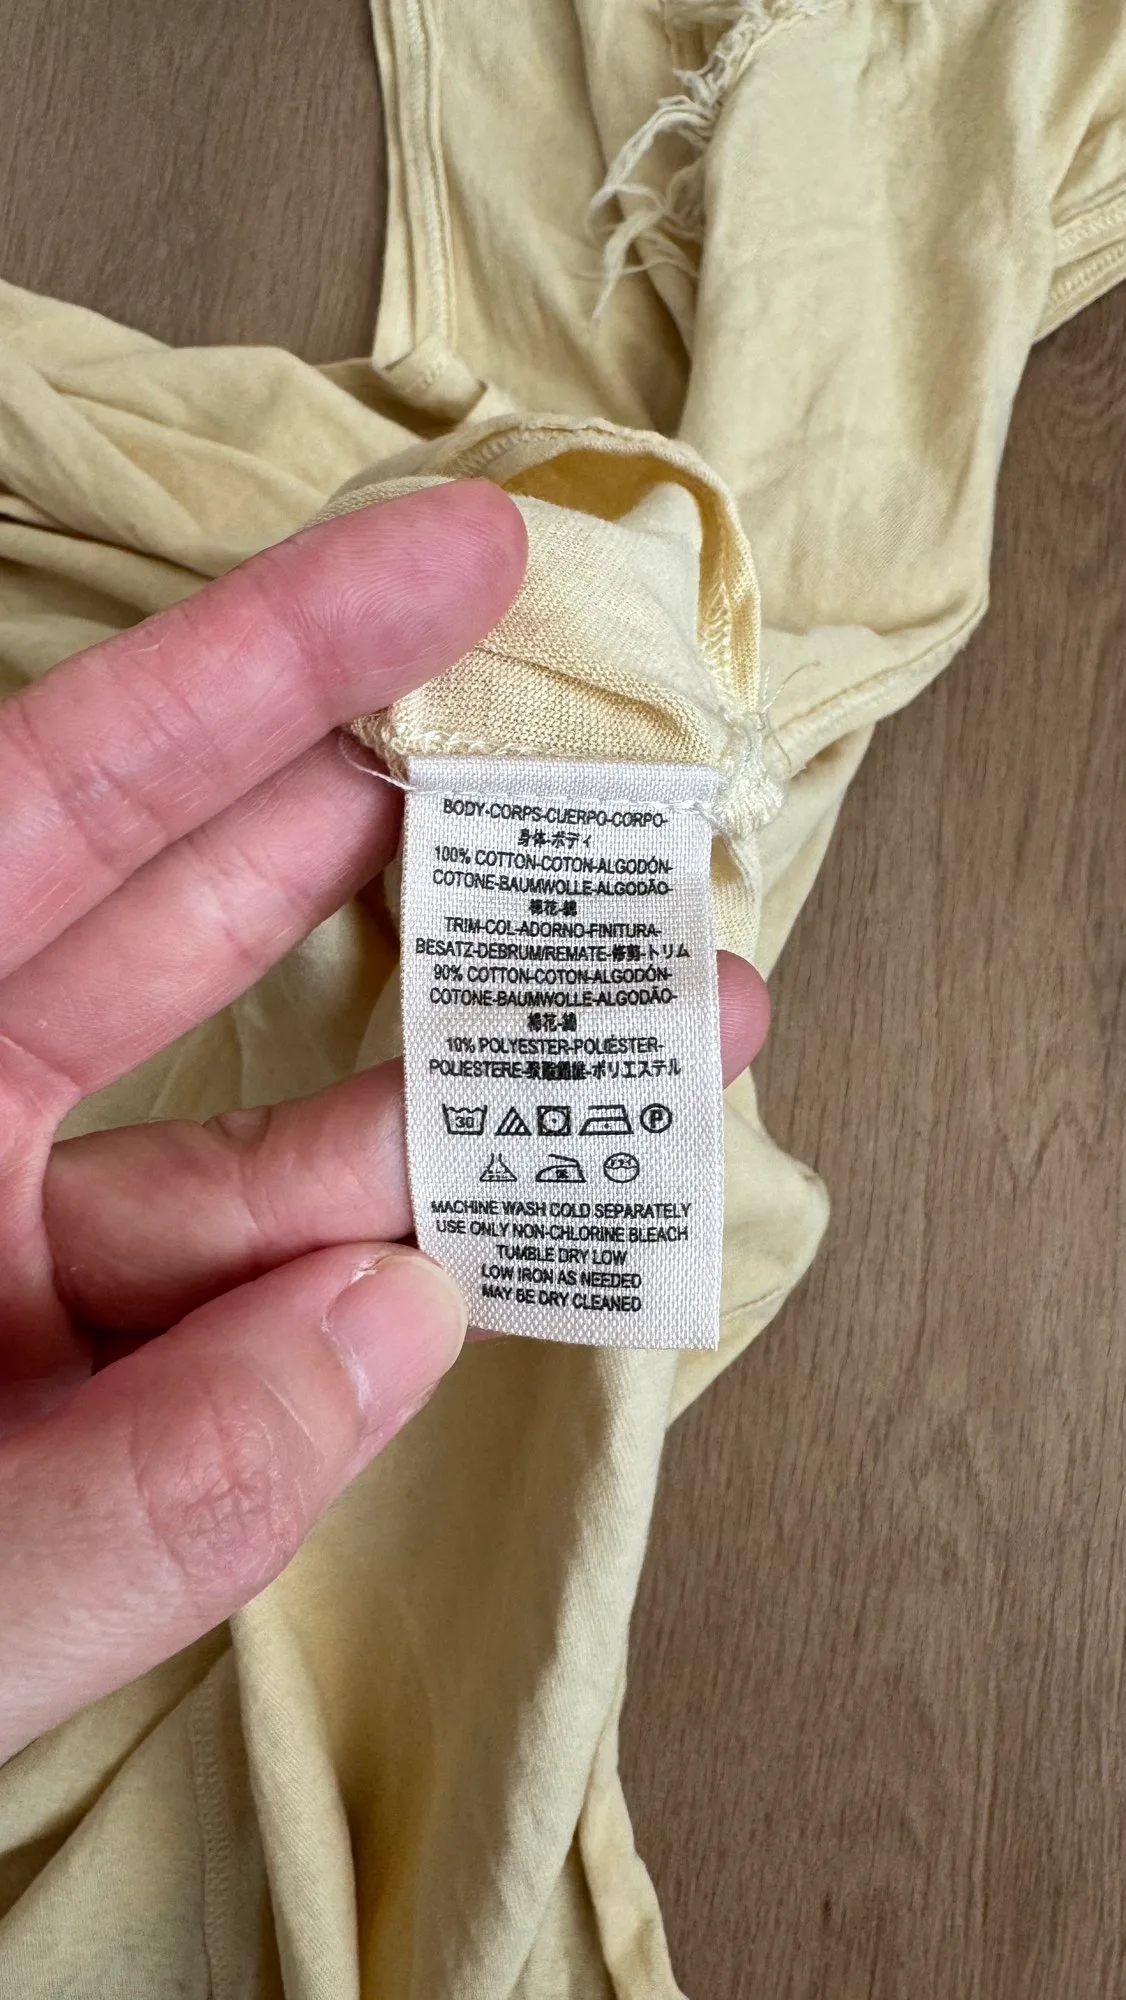 BODY-CORPS-CUERPO-CORPO-
身体-ボディ
100% COTTON-COTON-ALGODÓN-
COTONE-BAUMWOLLE-ALGODÃO-
棉花-綿
TRIM-COL-ADORNO-FINITURA-
BESATZ-DEBRUM/REMATE-修剪-トリム
90% COTTON-COTON-ALGODÓN-
COTONE-BAUMWOLLE-ALGODÃO-
棉花-綿
10% POLYESTER-POLIÉSTER-
POLIESTERE-聚酯纖維-ポリエステル
30 P
MACHINE WASH COLD SEPARATELY
USE ONLY NON-CHLORINE BLEACH
TUMBLE DRY LOW
LOW IRON AS NEEDED
MAY BE DRY CLEANED